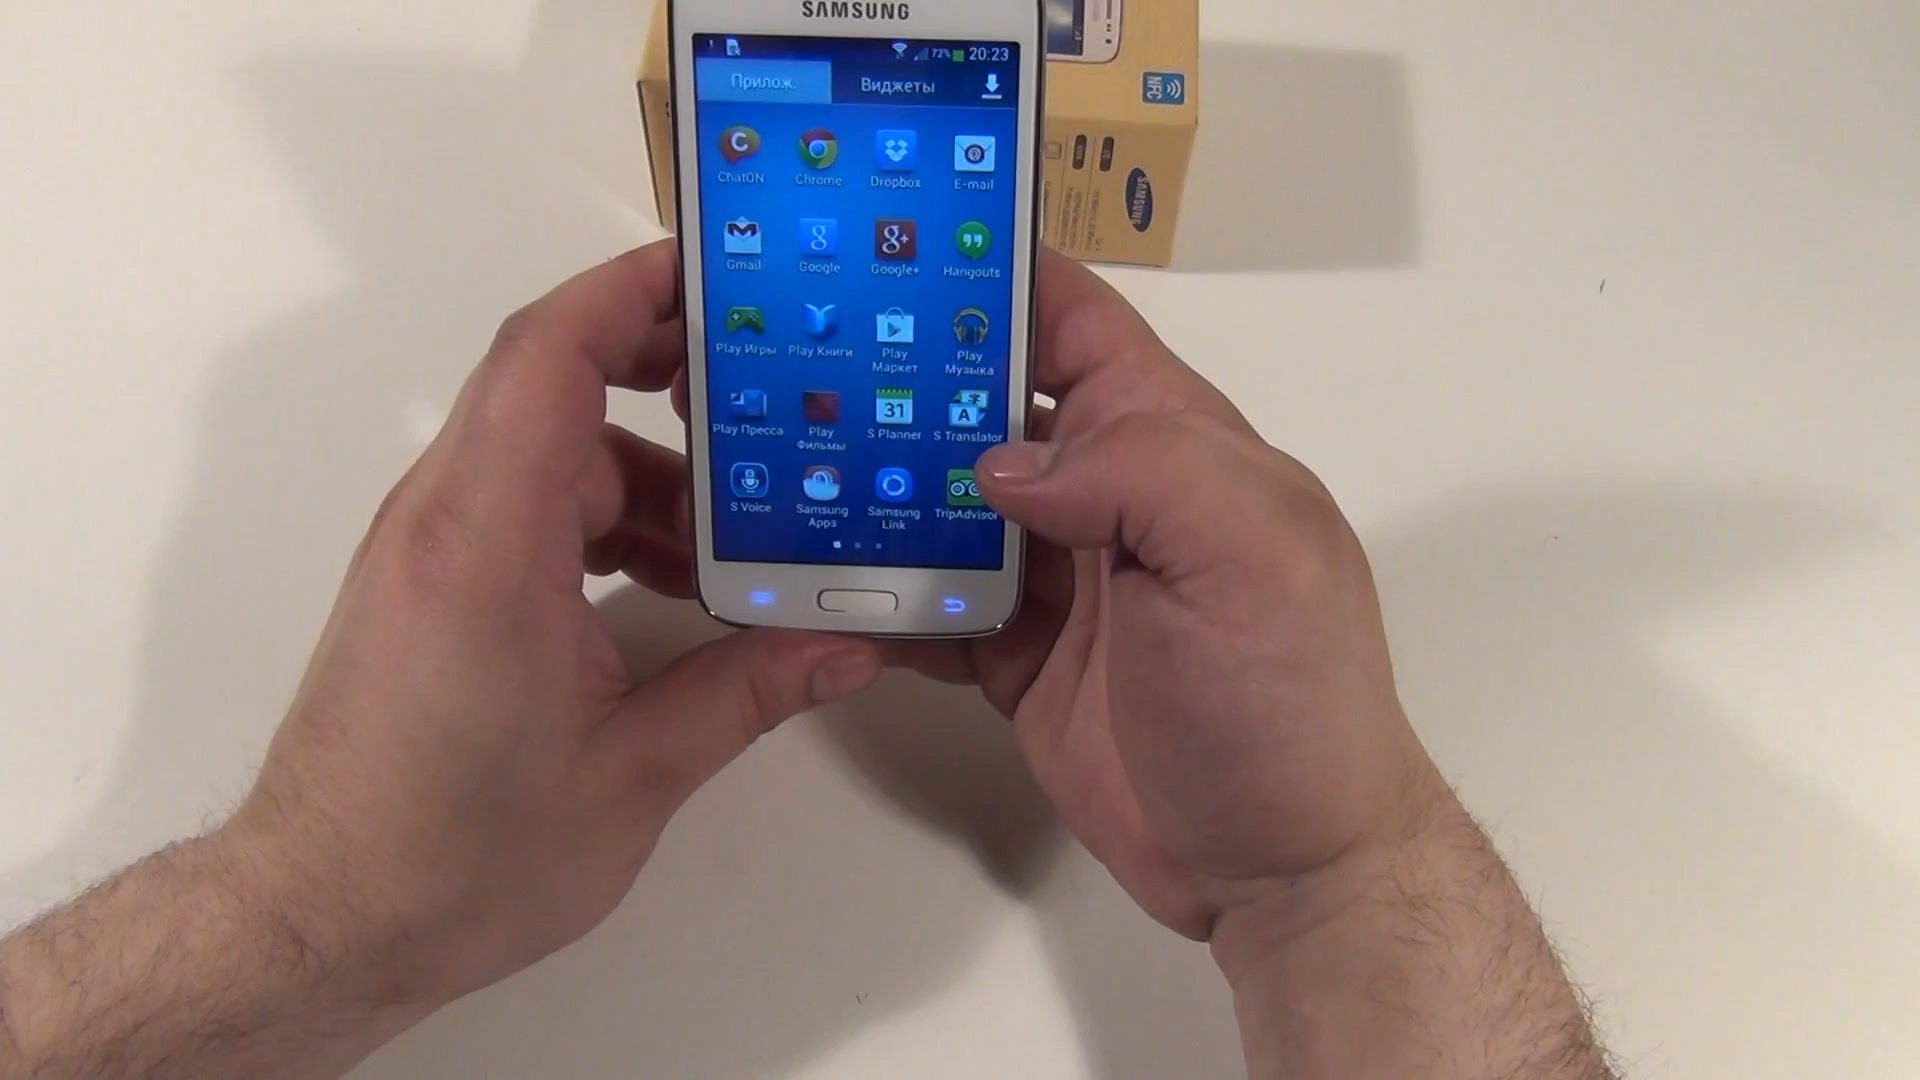 SAMSUNG
72% 20:23
Прилож.
Виджеты
ChatON
Chrome
Dropbox
E-mail
Gmail
Google
Google+
Hangouts
Play Игры
Play Книги
Play
Маркет
Play
Музыка
Play Пресса
Play
Фильмы
31
S Planner
A
S Translator
S Voice
Samsung
Apps
Samsung
Link
TripAdvisor
NFC
SAMSUNG